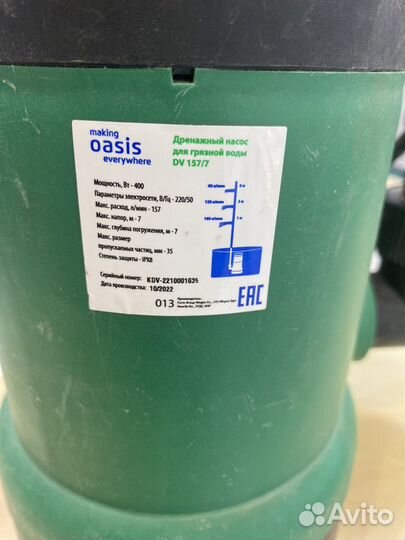 making
oasis
everywhere
Дренажный насос
для грязной воды
DV 157/7
Мощность, Вт - 400
Параметры электросети, В/Гц - 220/50
Макс. расход, л/мин - 157
Макс. напор, м - 7
Макс. глубина погружения, м - 7
Макс. размер
пропускаемых частиц, мм - 35
Степень защиты - IPX8
Серийный номер: KDV-2210001636
Дата производства: 10/2022
013
Производитель:
EAC
Avito